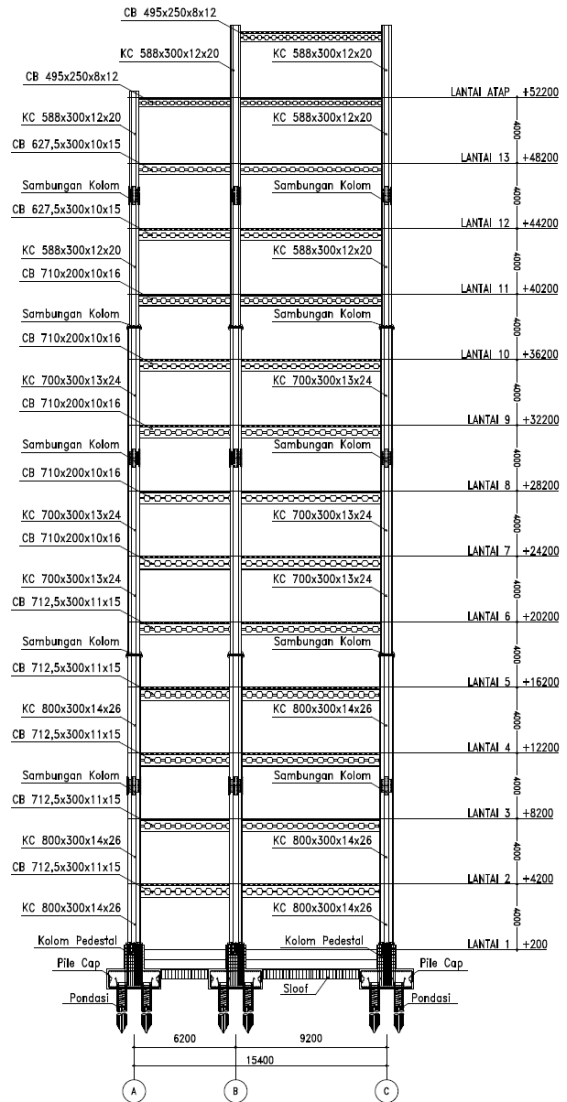 CB 495x250x8x12
KC 588x300x12x20
KC 588x300x12x20
CB 495x250x8x12
LANTAI ATAP +52200
KC 588x300x12x20
KC 588x300x12x20
4000
CB 627,5x300x10x15
LANTAI 13 +48200
Sambungan Kolom
Sambungan Kolom
4000
CB 627,5x300x10x15
LANTAI 12 +44200
KC 588x300x12x20
KC 588x300x12x20
4000
CB 710x200x10x16
LANTAI 11 +40200
Sambungan Kolom
Sambungan Kolom
4000
CB 710x200x10x16
LANTAI 10 +36200
KC 700x300x13x24
KC 700x300x13x24
4000
CB 710x200x10x16
LANTAI 9 +32200
Sambungan Kolom
Sambungan Kolom
4000
CB 710x200x10x16
LANTAI 8 +28200
KC 700x300x13x24
KC 700x300x13x24
4000
CB 710x200x10x16
LANTAI 7 +24200
KC 700x300x13x24
KC 700x300x13x24
4000
CB 712,5x300x11x15
LANTAI 6 +20200
Sambungan Kolom
Sambungan Kolom
4000
CB 712,5x300x11x15
LANTAI 5 +16200
KC 800x300x14x26
KC 800x300x14x26
4000
CB 712,5x300x11x15
LANTAI 4 +12200
Sambungan Kolom
Sambungan Kolom
4000
CB 712,5x300x11x15
LANTAI 3 +8200
KC 800x300x14x26
KC 800x300x14x26
4000
CB 712,5x300x11x15
LANTAI 2 +4200
KC 800x300x14x26
KC 800x300x14x26
4000
Kolom Pedestal
Kolom Pedestal
LANTAI 1 +200
Pile Cap
Pile Cap
Sloof
Pondasi
Pondasi
6200
9200
15400
A
B
C